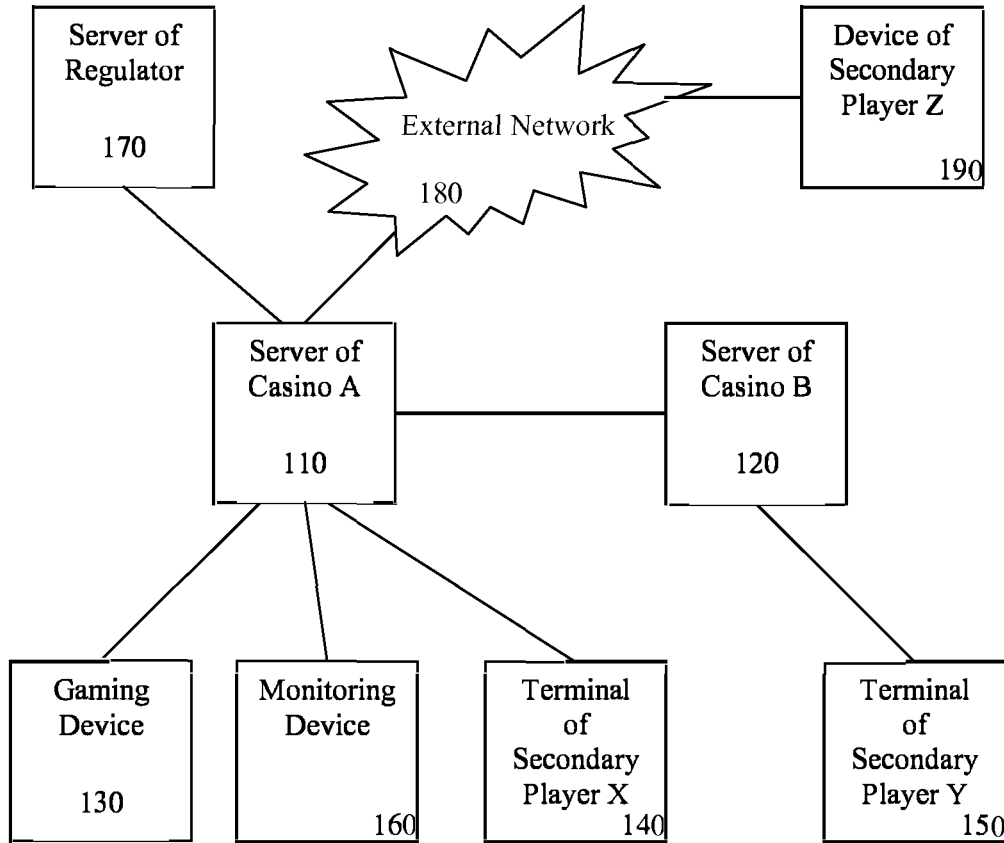 Server of
Regulator
170
External Network
180
Device of
Secondary
Player Z
190
Server of
Casino A
110
Server of
Casino B
120
Gaming
Device
130
Monitoring
Device
160
Terminal
of
Secondary
Player X
140
Terminal
of
Secondary
Player Y
150